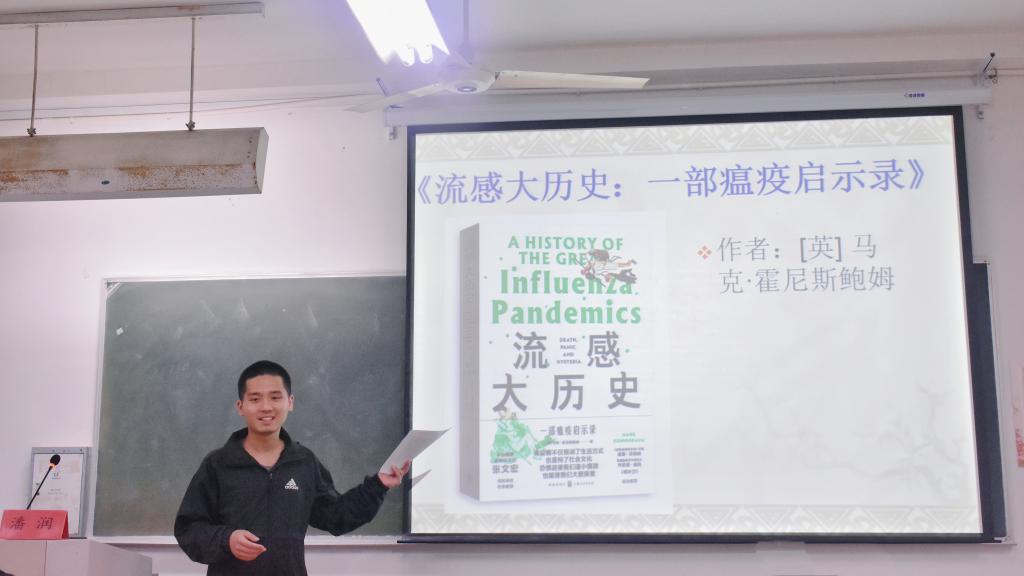 《流感大历史：一部瘟疫启示录》
作者：[英] 马
克·霍尼斯鲍姆
A HISTORY OF
THE GRE
Influenza
Pandemics
流感
DEATH,
PANIC
AND
HYSTERIA
大历史
一部瘟疫启示录
张文宏
adidas
潘润